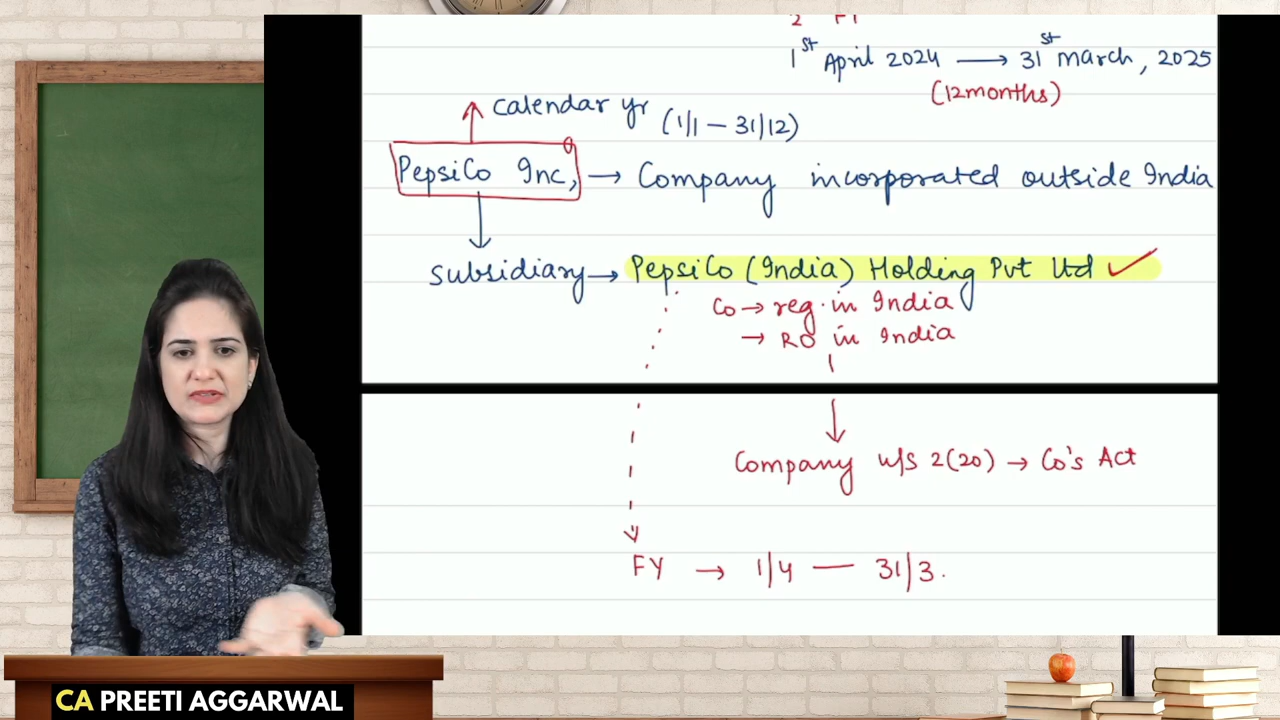 1st April 2024 → 31st march, 2025
(12months)
calendar yr (1/1 – 31/12)
PepsiCo Inc, → Company incorporated outside India
subsidiary → PepsiCo (India) Holding Pvt Ltd ✓
Co → reg. in India
→ RO in India
Company u/s 2(20) → Co's Act
FY → 1/4 — 31/3.
CA PREETI AGGARWAL